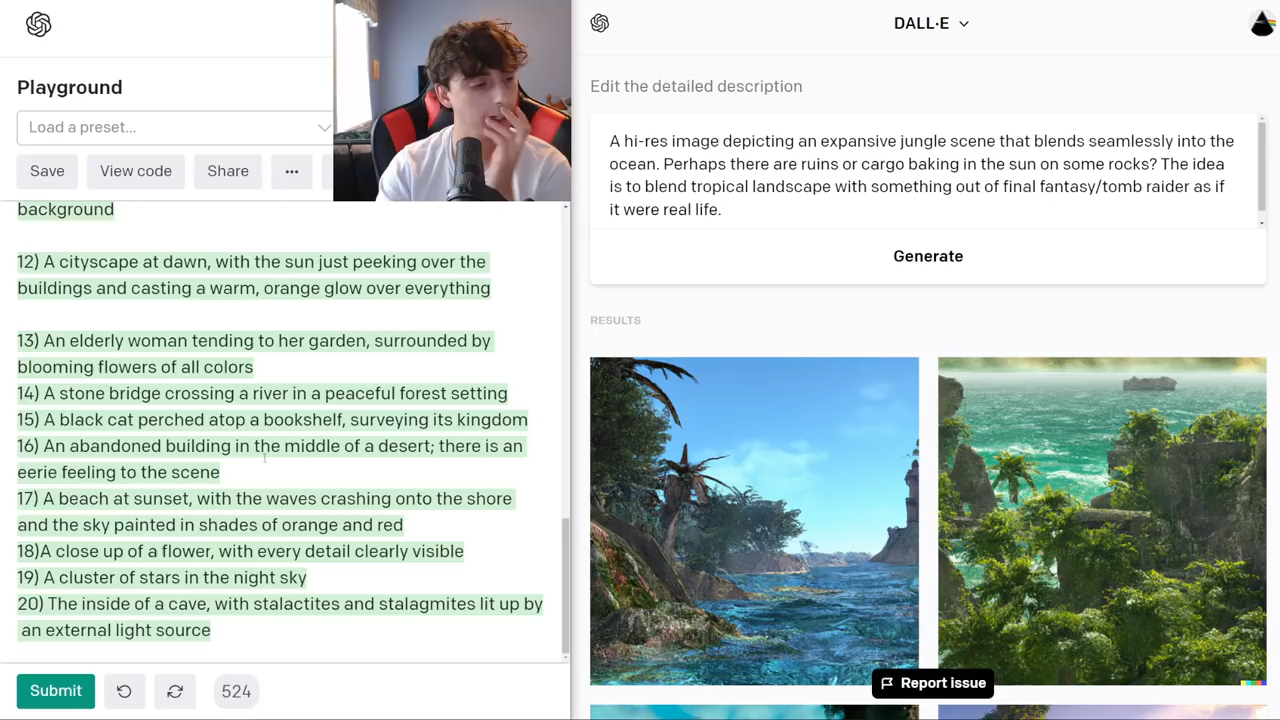 Playground
Load a preset...
Save
View code
Share
...
background
12) A cityscape at dawn, with the sun just peeking over the
buildings and casting a warm, orange glow over everything
13) An elderly woman tending to her garden, surrounded by
blooming flowers of all colors
14) A stone bridge crossing a river in a peaceful forest setting
15) A black cat perched atop a bookshelf, surveying its kingdom
16) An abandoned building in the middle of a desert; there is an
eerie feeling to the scene
17) A beach at sunset, with the waves crashing onto the shore
and the sky painted in shades of orange and red
18)A close up of a flower, with every detail clearly visible
19) A cluster of stars in the night sky
20) The inside of a cave, with stalactites and stalagmites lit up by
an external light source
Submit
524
DALL·E
Edit the detailed description
A hi-res image depicting an expansive jungle scene that blends seamlessly into the
ocean. Perhaps there are ruins or cargo baking in the sun on some rocks? The idea
is to blend tropical landscape with something out of final fantasy/tomb raider as if
it were real life.
Generate
RESULTS
Report issue